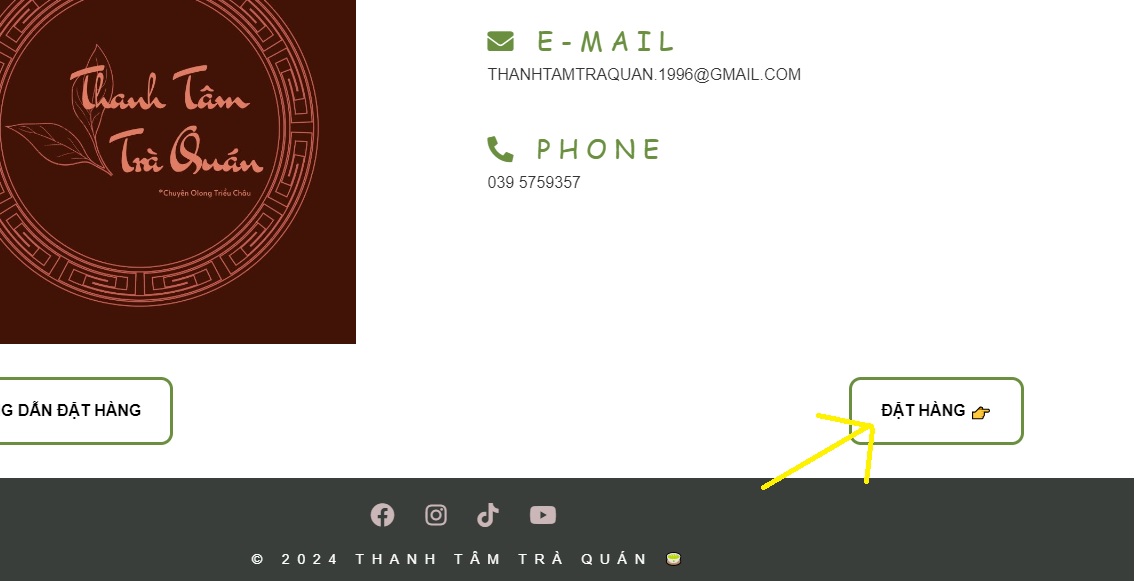 Thanh Tâm
Trà Quán
*Chuyên Olong Triều Châu
E-MAIL
THANHTAMTRAQUAN.1996@GMAIL.COM
PHONE
039 5759357
G DẪN ĐẶT HÀNG
ĐẶT HÀNG 👉
© 2024 THANH TÂM TRÀ QUÁN 🍵